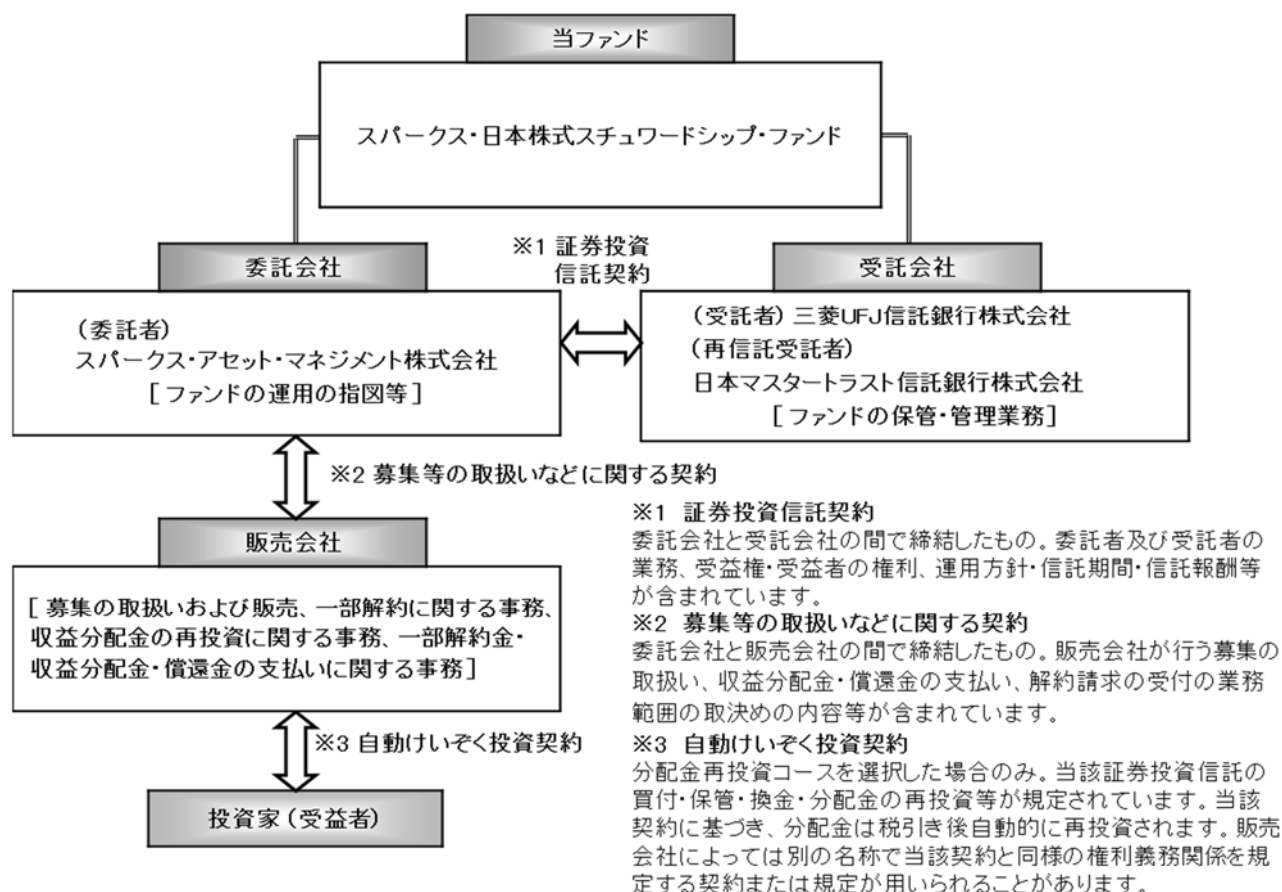 当ファンド
スパークス・日本株式スチュワードシップ・ファンド
委託会社
※1 証券投資
信託契約
受託会社
(委託者)
スパークス・アセット・マネジメント株式会社
[ファンドの運用の指図等]
(受託者) 三菱UFJ信託銀行株式会社
(再信託受託者)
日本マスタートラスト信託銀行株式会社
[ファンドの保管・管理業務]
※2 募集等の取扱いなどに関する契約
販売会社
[ 募集の取扱いおよび販売、一部解約に関する事務、
収益分配金の再投資に関する事務、一部解約金・
収益分配金・償還金の支払いに関する事務]
※3 自動けいぞく投資契約
投資家(受益者)
※1 証券投資信託契約
委託会社と受託会社の間で締結したもの。委託者及び受託者の
業務、受益権・受益者の権利、運用方針・信託期間・信託報酬等
が含まれています。
※2 募集等の取扱いなどに関する契約
委託会社と販売会社の間で締結したもの。販売会社が行う募集の
取扱い、収益分配金・償還金の支払い、解約請求の受付の業務
範囲の取決めの内容等が含まれています。
※3 自動けいぞく投資契約
分配金再投資コースを選択した場合のみ。当該証券投資信託の
買付・保管・換金・分配金の再投資等が規定されています。当該
契約に基づき、分配金は税引き後自動的に再投資されます。販売
会社によっては別の名称で当該契約と同様の権利義務関係を規
定する契約または規定が用いられることがあります。